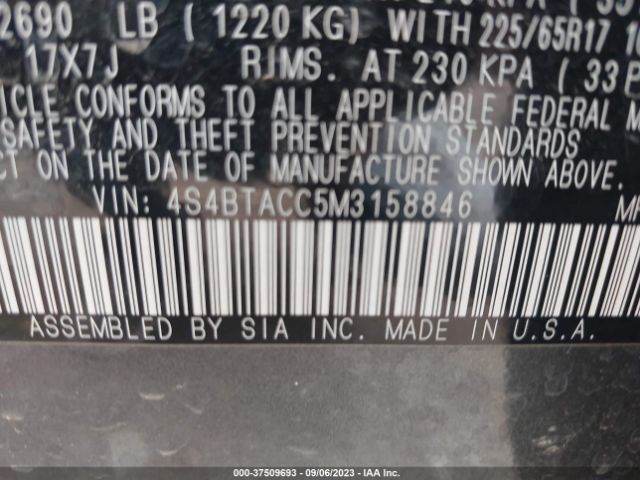 2690 LB ( 1220 KG) WITH 225/65R17
17X7J RIMS. AT 230 KPA ( 33
ICLE CONFORMS TO ALL APPLICABLE FEDERAL M
SAFETY AND THEFT PREVENTION STANDARDS
CT ON THE DATE OF MANUFACTURE SHOWN ABOVE.
VIN: 4S4BTACC5M3158846
ASSEMBLED BY SIA INC. MADE IN U.S.A.
000-37509693 - 09/06/2023 - IAA Inc.